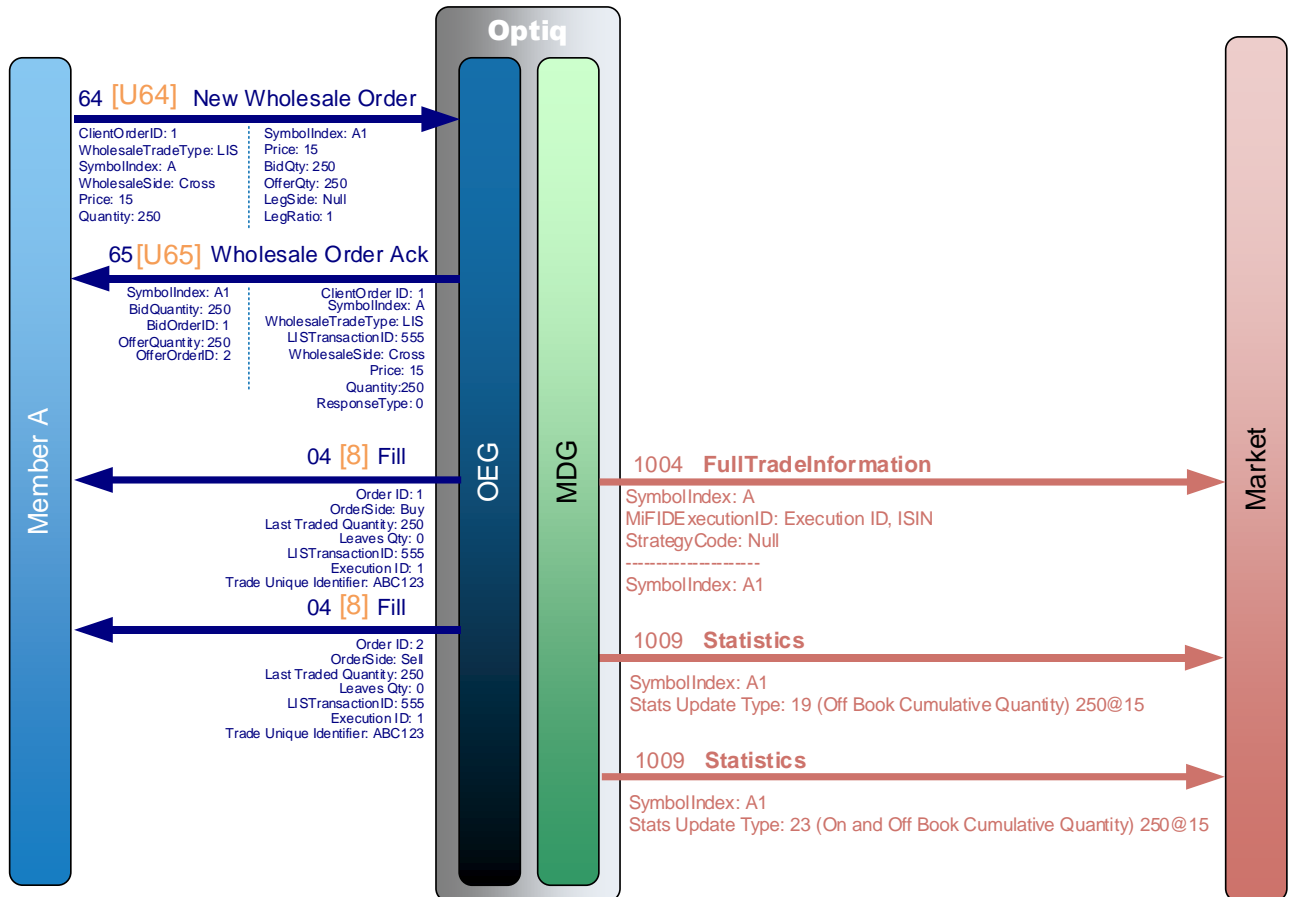 Optiq
Member A
OEG
MDG
Market
64 [U64] New Wholesale Order
ClientOrderID: 1
WholesaleTradeType: LIS
SymbolIndex: A
WholesaleSide: Cross
Price: 15
Quantity: 250
SymbolIndex: A1
Price: 15
BidQty: 250
OfferQty: 250
LegSide: Null
LegRatio: 1
65 [U65] Wholesale Order Ack
SymbolIndex: A1
BidQuantity: 250
BidOrderID: 1
OfferQuantity: 250
OfferOrderID: 2
ClientOrder ID: 1
SymbolIndex: A
WholesaleTradeType: LIS
LISTransactionID: 555
WholesaleSide: Cross
Price: 15
Quantity:250
ResponseType: 0
04 [8] Fill
Order ID: 1
OrderSide: Buy
Last Traded Quantity: 250
Leaves Qty: 0
LISTransactionID: 555
Execution ID: 1
Trade Unique Identifier: ABC123
04 [8] Fill
Order ID: 2
OrderSide: Sell
Last Traded Quantity: 250
Leaves Qty: 0
LISTransactionID: 555
Execution ID: 1
Trade Unique Identifier: ABC123
1004 FullTradeInformation
SymbolIndex: A
MiFIDExecutionID: Execution ID, ISIN
StrategyCode: Null
---------------------
SymbolIndex: A1
1009 Statistics
SymbolIndex: A1
Stats Update Type: 19 (Off Book Cumulative Quantity) 250@15
1009 Statistics
SymbolIndex: A1
Stats Update Type: 23 (On and Off Book Cumulative Quantity) 250@15